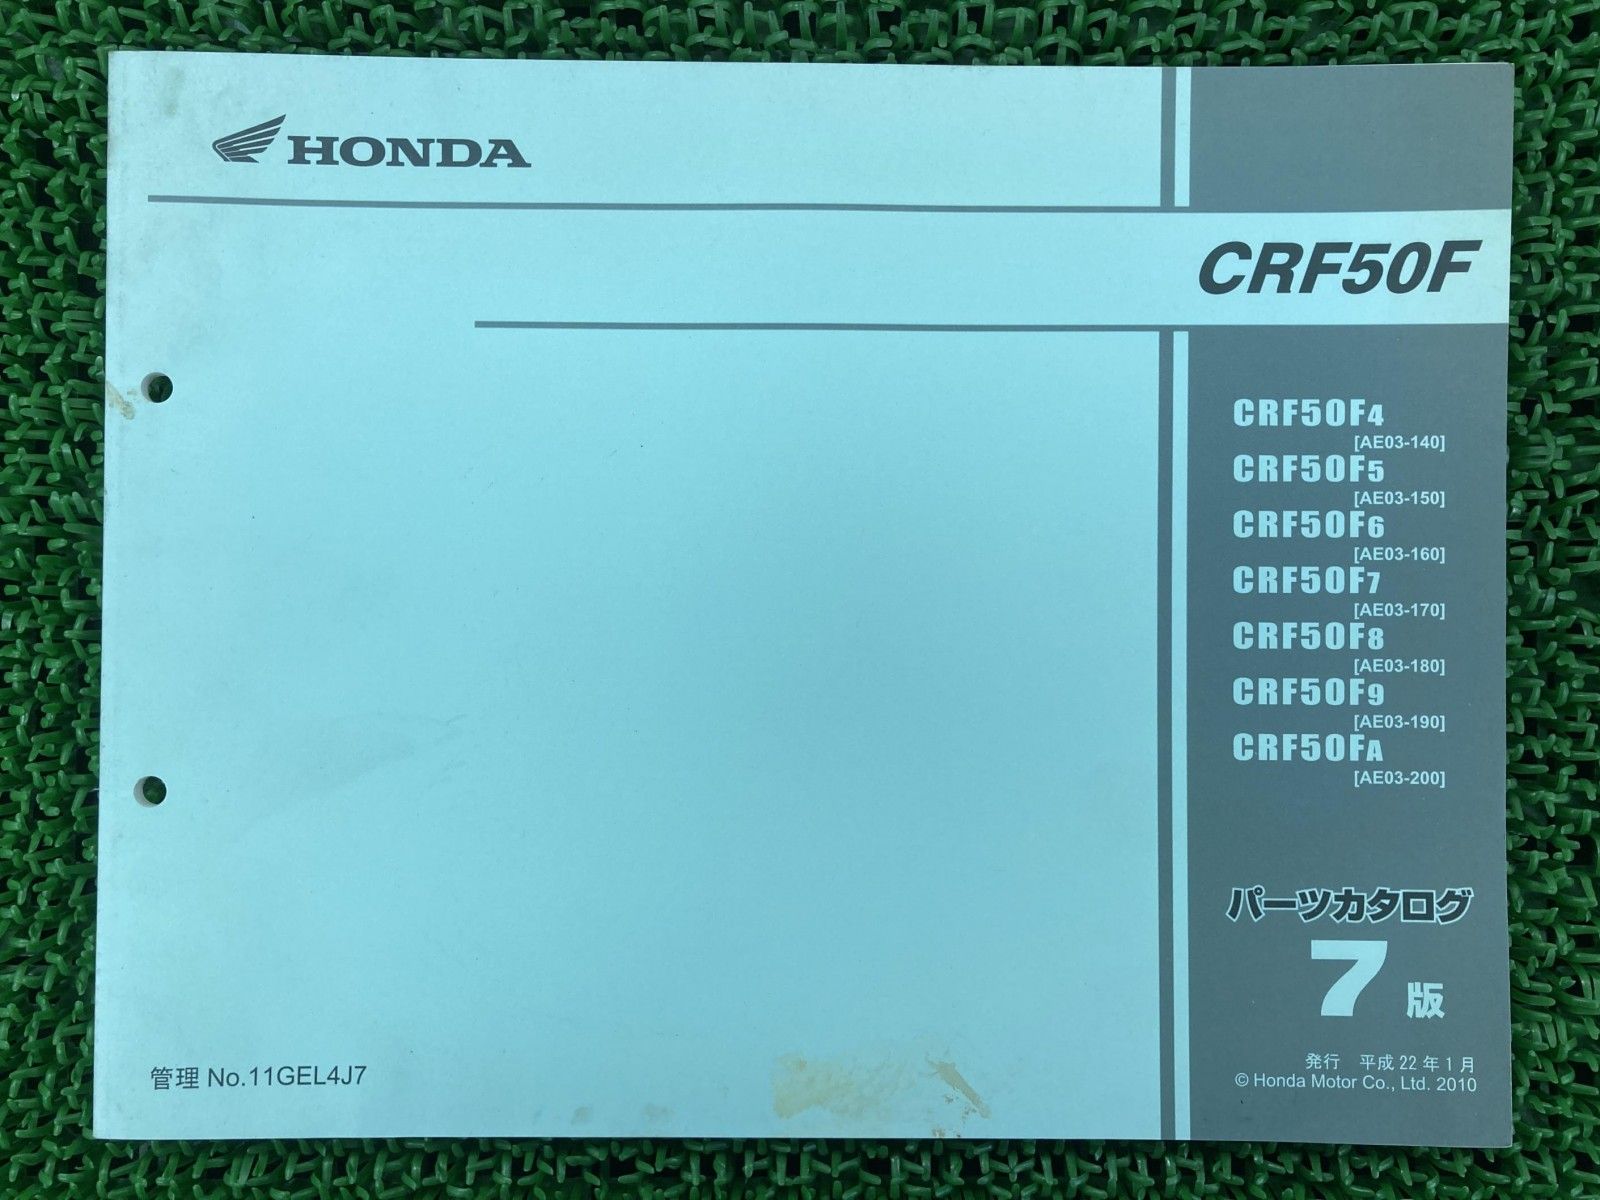 HONDA
CRF50F
CRF50F4
[AE03-140]
CRF50F5
[AE03-150]
CRF50F6
[AE03-160]
CRF50F7
[AE03-170]
CRF50F8
[AE03-180]
CRF50F9
[AE03-190]
CRF50FA
[AE03-200]
パーツカタログ
7版
発行 平成22年1月
© Honda Motor Co., Ltd. 2010
管理 No.11GEL4J7